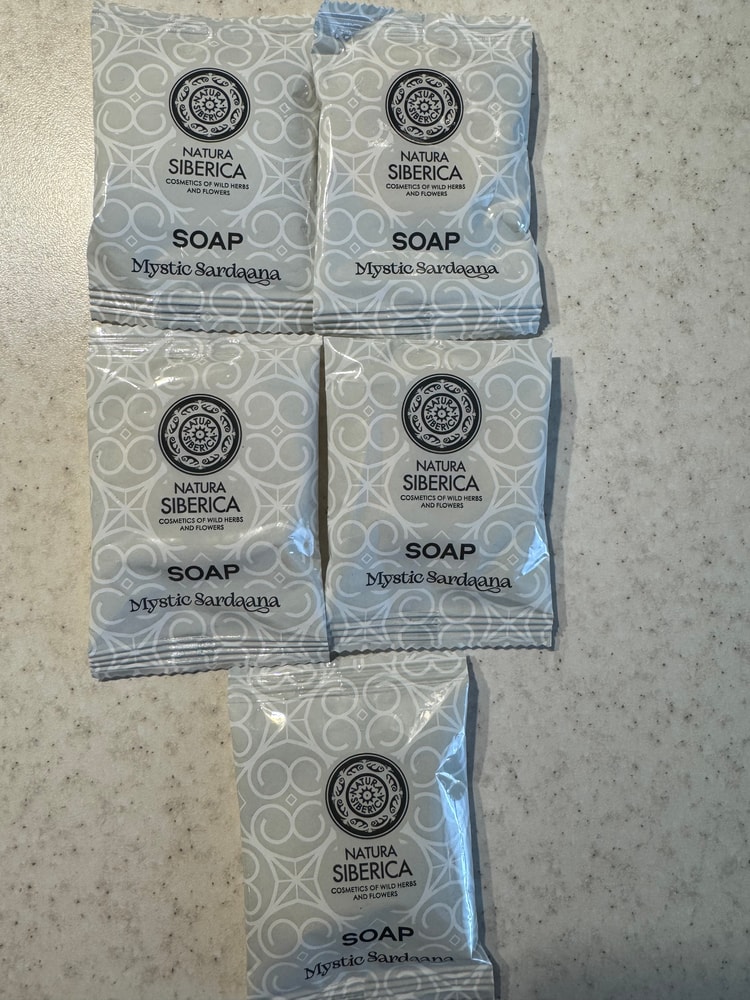 NATURA
SIBERICA
NATURA
SIBERICA
COSMETICS OF WILD HERBS
AND FLOWERS
SOAP
Mystic Sardaana
NATURA
SIBERICA
NATURA
SIBERICA
COSMETICS OF WILD HERBS
AND FLOWERS
SOAP
Mystic Sardaana
NATURA
SIBERICA
NATURA
SIBERICA
COSMETICS OF WILD HERBS
AND FLOWERS
SOAP
Mystic Sardaana
NATURA
SIBERICA
NATURA
SIBERICA
COSMETICS OF WILD HERBS
AND FLOWERS
SOAP
Mystic Sardaana
NATURA
SIBERICA
NATURA
SIBERICA
COSMETICS OF WILD HERBS
AND FLOWERS
SOAP
Mystic Sardaana